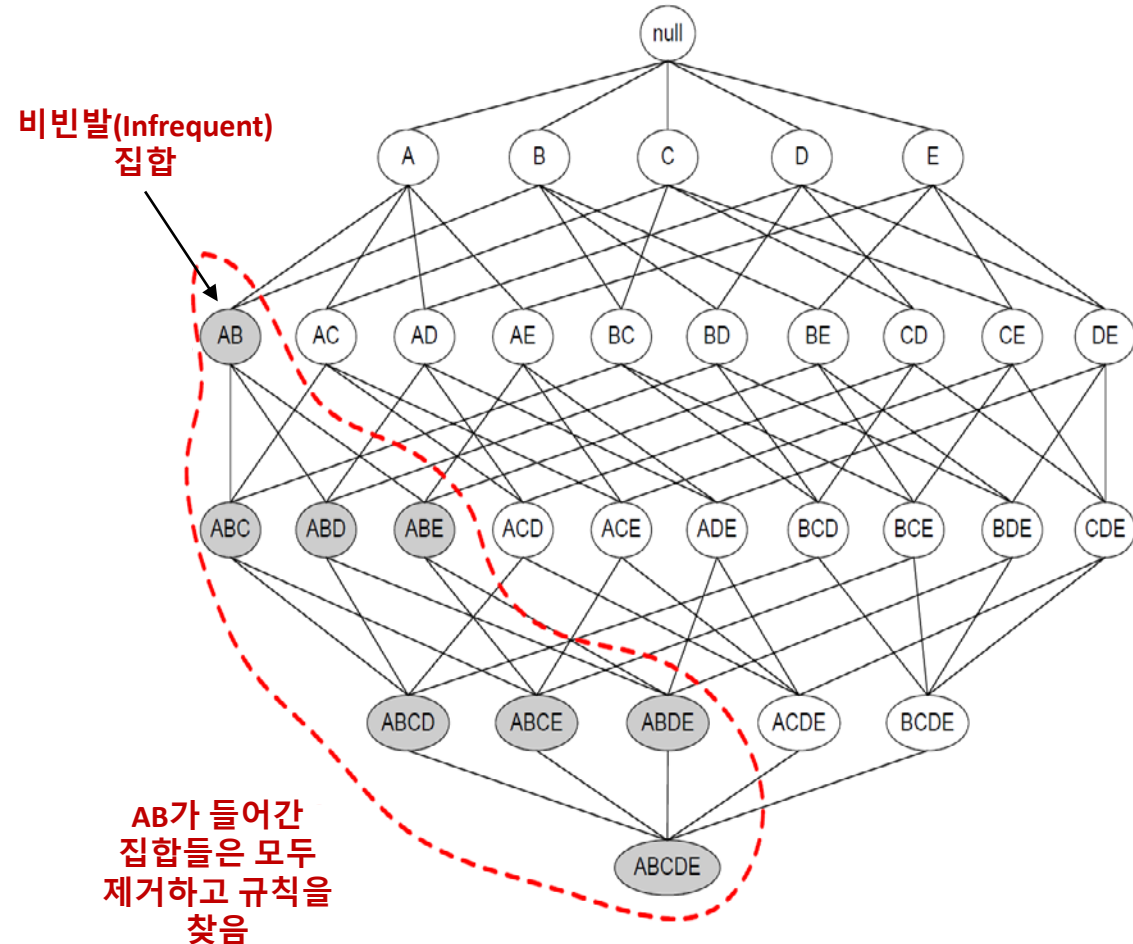 null
비빈발(Infrequent)
집합
A B C D E
AB AC AD AE BC BD BE CD CE DE
ABC ABD ABE ACD ACE ADE BCD BCE BDE CDE
ABCD ABCE ABDE ACDE BCDE
AB가 들어간
집합들은 모두
제거하고 규칙을
찾음
ABCDE